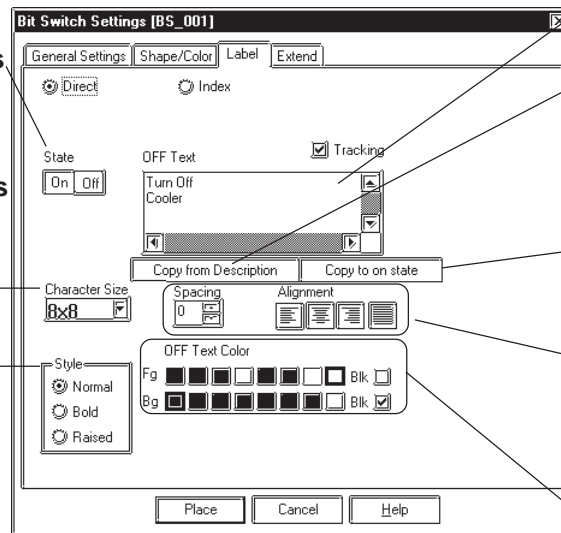 Bit Switch Settings [BS_001]
General Settings Shape/Color Label Extend
Direct Index
Tracking
State OFF Text
On Off
Turn Off
Cooler
Copy from Description Copy to on state
Character Size Spacing Alignment
8x8 0
OFF Text Color
Style
Fg Blk
Normal
Bg Blk
Bold
Raised
Place Cancel Help
s
s